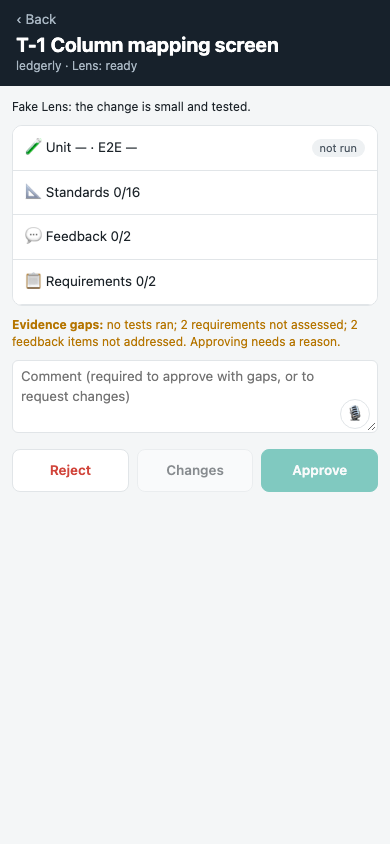 ‹ Back
T-1 Column mapping screen
ledgerly · Lens: ready
Fake Lens: the change is small and tested.
Unit — · E2E —
not run
Standards 0/16
Feedback 0/2
Requirements 0/2
Evidence gaps: no tests ran; 2 requirements not assessed; 2
feedback items not addressed. Approving needs a reason.
Comment (required to approve with gaps, or to
request changes)
Reject
Changes
Approve